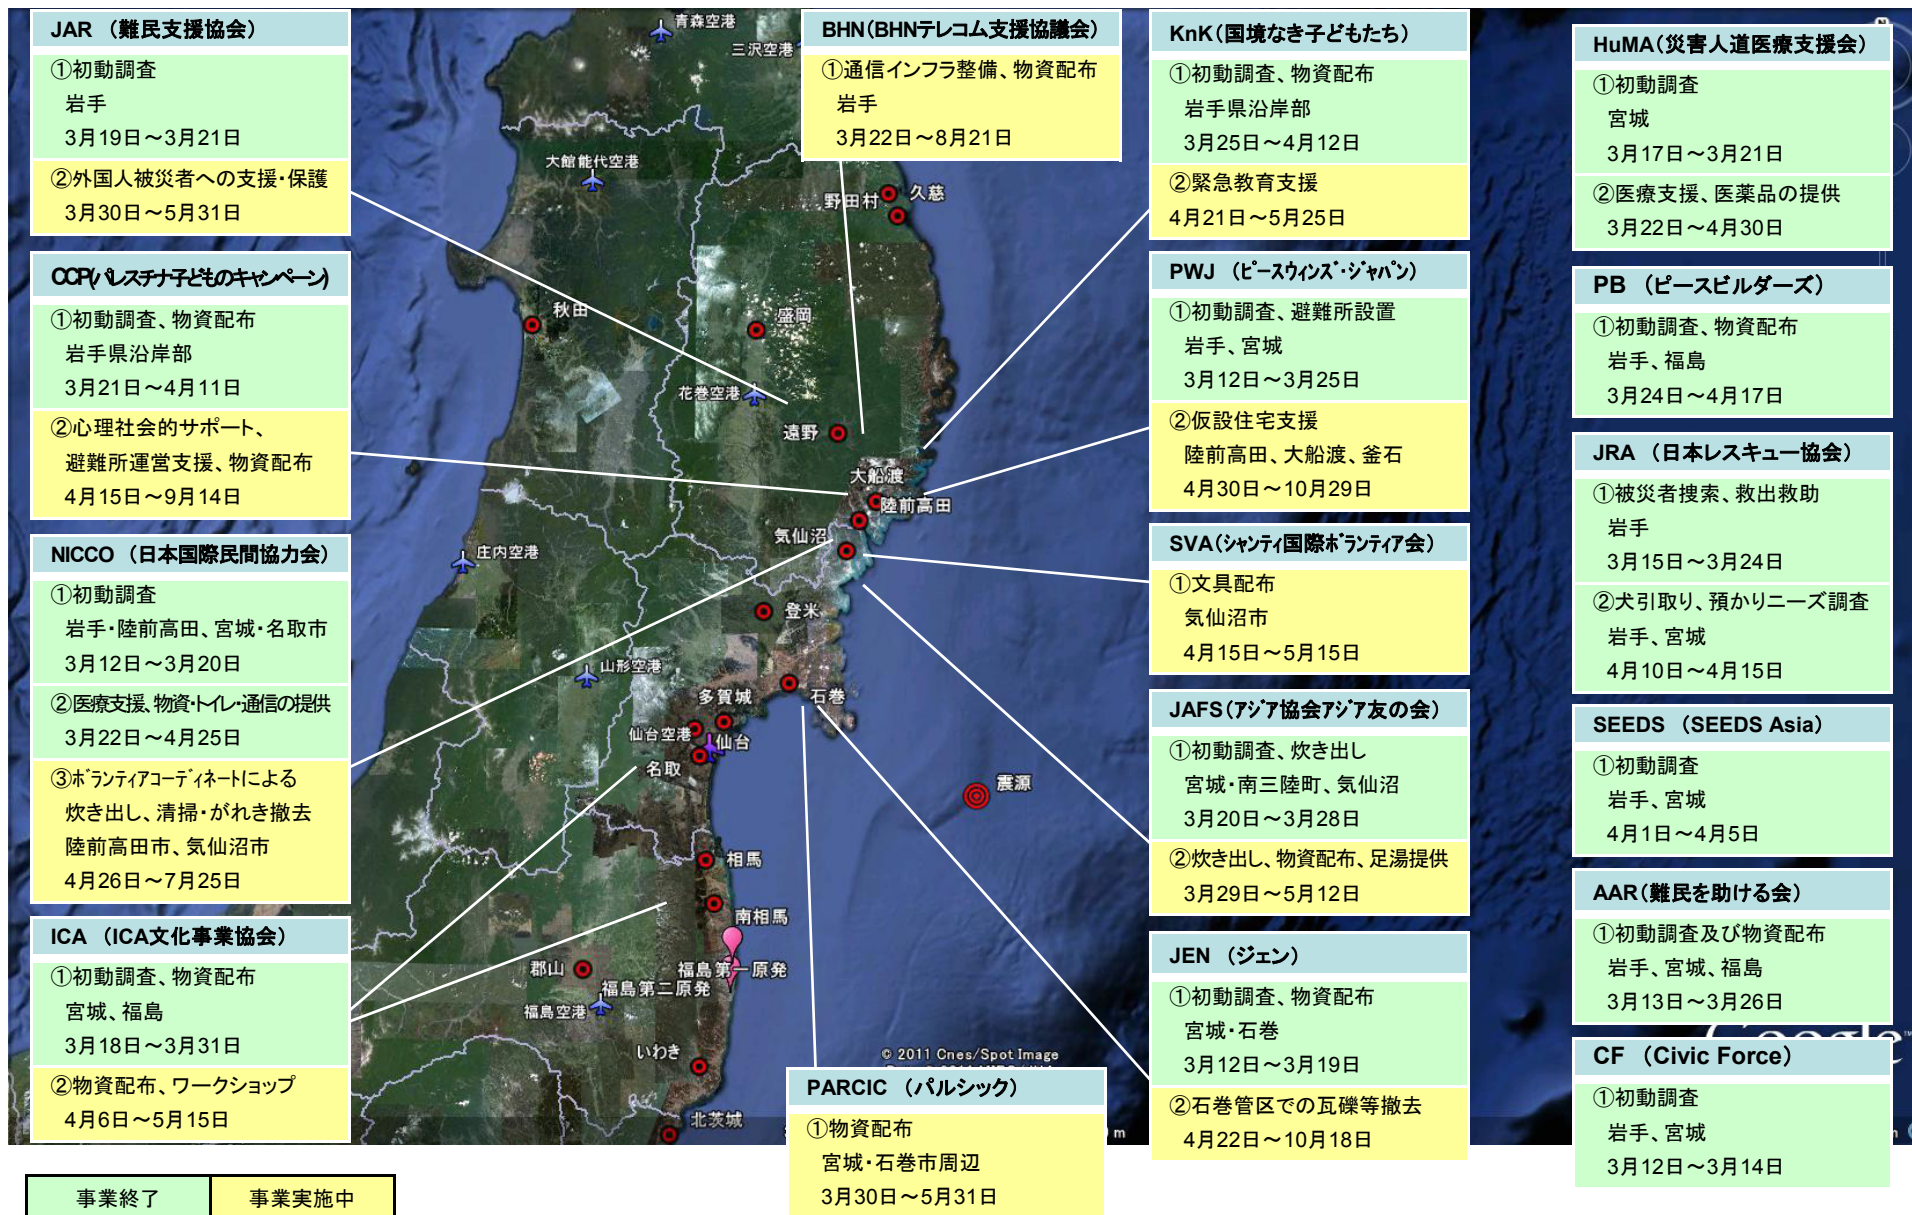 JAR （難民支援協会）
①初動調査
岩手
3月19日～3月21日
②外国人被災者への支援・保護
3月30日～5月31日
CCP(パレスチナ子どものキャンペーン)
①初動調査、物資配布
岩手県沿岸部
3月21日～4月11日
②心理社会的サポート、
避難所運営支援、物資配布
4月15日～9月14日
NICCO （日本国際民間協力会）
①初動調査
岩手・陸前高田、宮城・名取市
3月12日～3月20日
②医療支援、物資・トイレ・通信の提供
3月22日～4月25日
③ボランティアコーディネートによる
炊き出し、清掃・がれき撤去
陸前高田市、気仙沼市
4月26日～7月25日
ICA （ICA文化事業協会）
①初動調査、物資配布
宮城、福島
3月18日～3月31日
②物資配布、ワークショップ
4月6日～5月15日
事業終了
事業実施中
BHN（BHNテレコム支援協議会）
①通信インフラ整備、物資配布
岩手
3月22日～8月21日
青森空港
三沢空港
大館能代空港
野田村
久慈
秋田
盛岡
花巻空港
遠野
大船渡
陸前高田
気仙沼
庄内空港
登米
山形空港
多賀城
石巻
仙台空港
仙台
名取
震源
相馬
南相馬
郡山
福島第一原発
福島第二原発
福島空港
いわき
北茨城
© 2011 Cnes/Spot Image
PARCIC （パルシック）
①物資配布
宮城・石巻市周辺
3月30日～5月31日
KnK（国境なき子どもたち）
①初動調査、物資配布
岩手県沿岸部
3月25日～4月12日
②緊急教育支援
4月21日～5月25日
PWJ （ピースウィンズ・ジャパン）
①初動調査、避難所設置
岩手、宮城
3月12日～3月25日
②仮設住宅支援
陸前高田、大船渡、釜石
4月30日～10月29日
SVA（シャンティ国際ボランティア会）
①文具配布
気仙沼市
4月15日～5月15日
JAFS（アジア協会アジア友の会）
①初動調査、炊き出し
宮城・南三陸町、気仙沼
3月20日～3月28日
②炊き出し、物資配布、足湯提供
3月29日～5月12日
JEN （ジェン）
①初動調査、物資配布
宮城・石巻
3月12日～3月19日
②石巻管区での瓦礫等撤去
4月22日～10月18日
HuMA（災害人道医療支援会）
①初動調査
宮城
3月17日～3月21日
②医療支援、医薬品の提供
3月22日～4月30日
PB （ピースビルダーズ）
①初動調査、物資配布
岩手、福島
3月24日～4月17日
JRA （日本レスキュー協会）
①被災者捜索、救出救助
岩手
3月15日～3月24日
②犬引取り、預かりニーズ調査
岩手、宮城
4月10日～4月15日
SEEDS （SEEDS Asia）
①初動調査
岩手、宮城
4月1日～4月5日
AAR（難民を助ける会）
①初動調査及び物資配布
岩手、宮城、福島
3月13日～3月26日
Google
CF （Civic Force）
①初動調査
岩手、宮城
3月12日～3月14日